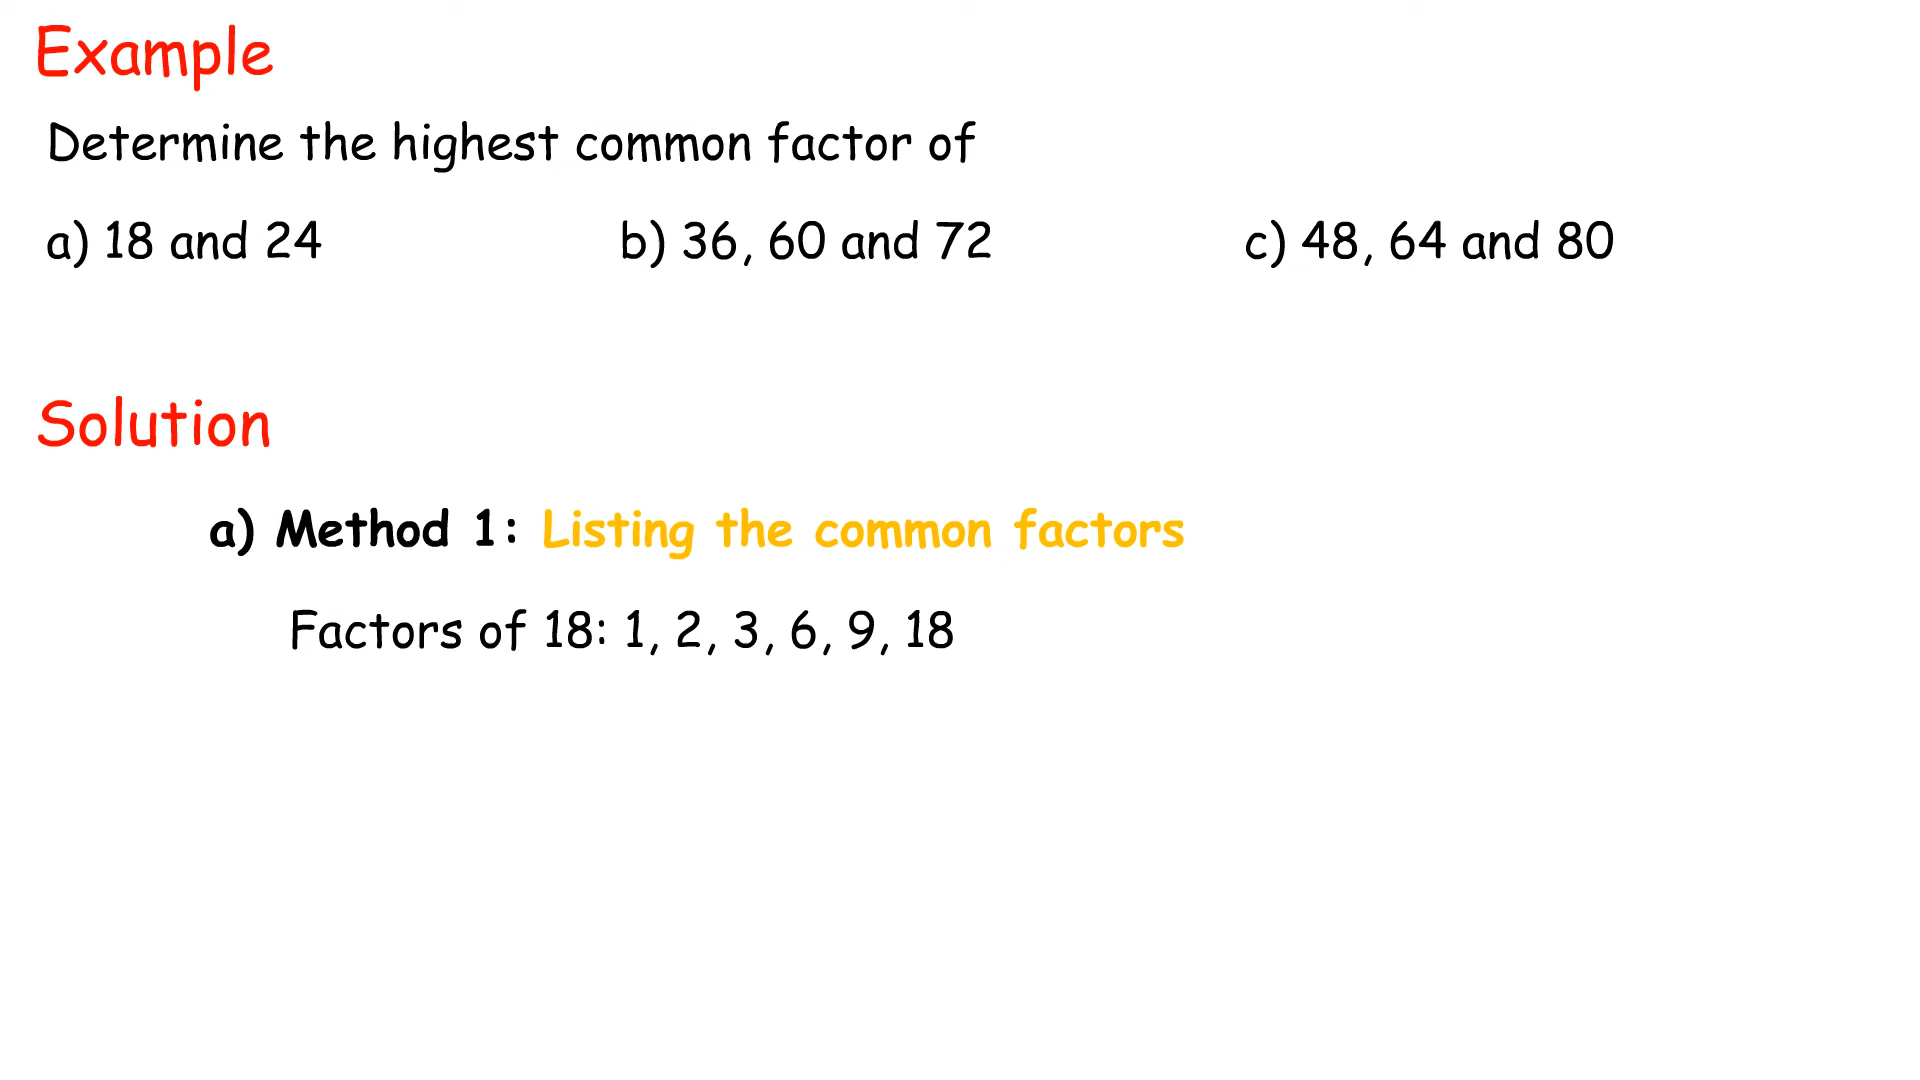 Example
Determine the highest common factor of
a) 18 and 24 b) 36, 60 and 72 c) 48, 64 and 80
Solution
a) Method 1: Listing the common factors
Factors of 18: 1, 2, 3, 6, 9, 18